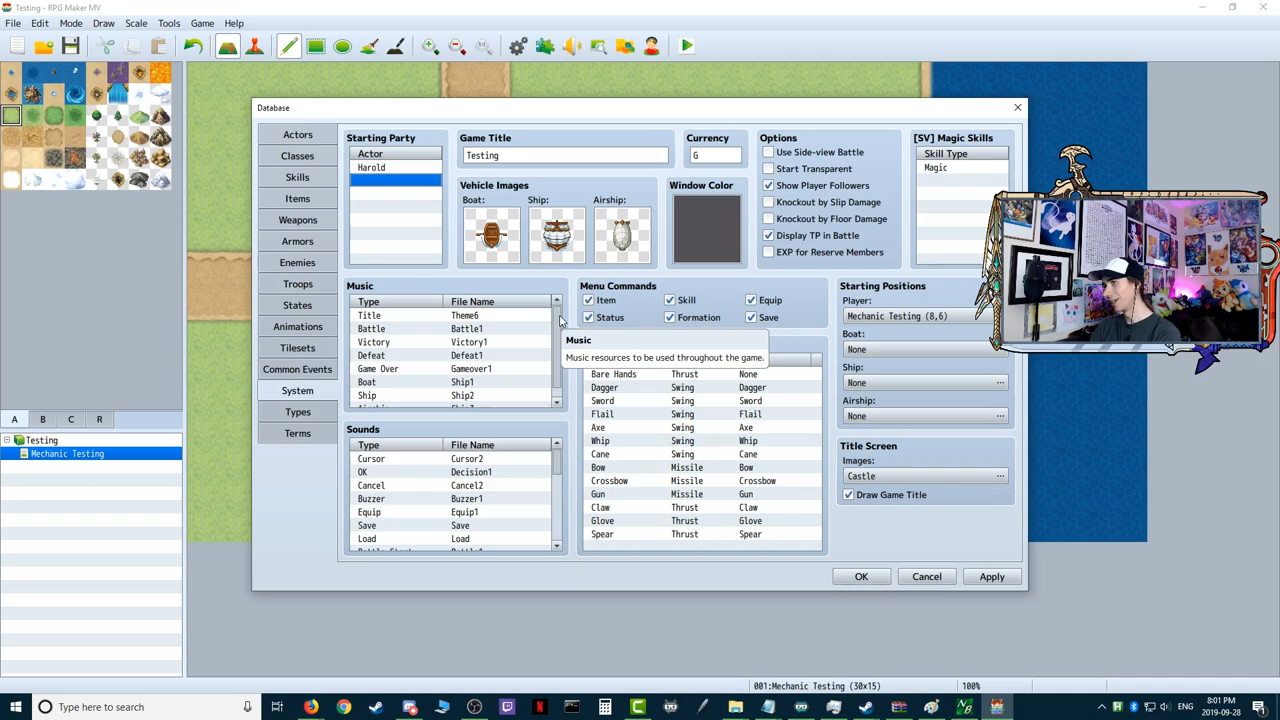 Testing - RPG Maker MV
File Edit Mode Draw Scale Tools Game Help
1:1
Database
Actors
Classes
Skills
Items
Weapons
Armors
Enemies
Troops
States
Animations
Tilesets
Common Events
System
Types
Terms
Starting Party
Actor
Harold
Game Title
Testing
Currency
G
Vehicle Images
Boat: Ship: Airship:
Window Color
Options
Use Side-view Battle
Start Transparent
Show Player Followers
Knockout by Slip Damage
Knockout by Floor Damage
Display TP in Battle
EXP for Reserve Members
[SV] Magic Skills
Skill Type
Magic
Music
Type File Name
Title Theme6
Battle Battle1
Victory Victory1
Defeat Defeat1
Game Over Gameover1
Boat Ship1
Ship Ship2
Menu Commands
Item Skill Equip
Status Formation Save
Music
Music resources to be used throughout the game.
Bare Hands Thrust None
Dagger Swing Dagger
Sword Swing Sword
Flail Swing Flail
Axe Swing Axe
Whip Swing Whip
Cane Swing Cane
Bow Missile Bow
Crossbow Missile Crossbow
Gun Missile Gun
Claw Thrust Claw
Glove Thrust Glove
Spear Thrust Spear
Sounds
Type File Name
Cursor Cursor2
OK Decision1
Cancel Cancel2
Buzzer Buzzer1
Equip Equip1
Save Save
Load Load
Starting Positions
Player:
Mechanic Testing (8,6)
Boat:
None
Ship:
None ...
Airship:
None ...
Title Screen
Images:
Castle ...
Draw Game Title
OK Cancel Apply
A B C R
Testing
Mechanic Testing
001:Mechanic Testing (30x15) 100%
Type here to search
ENG
8:01 PM
2019-09-28